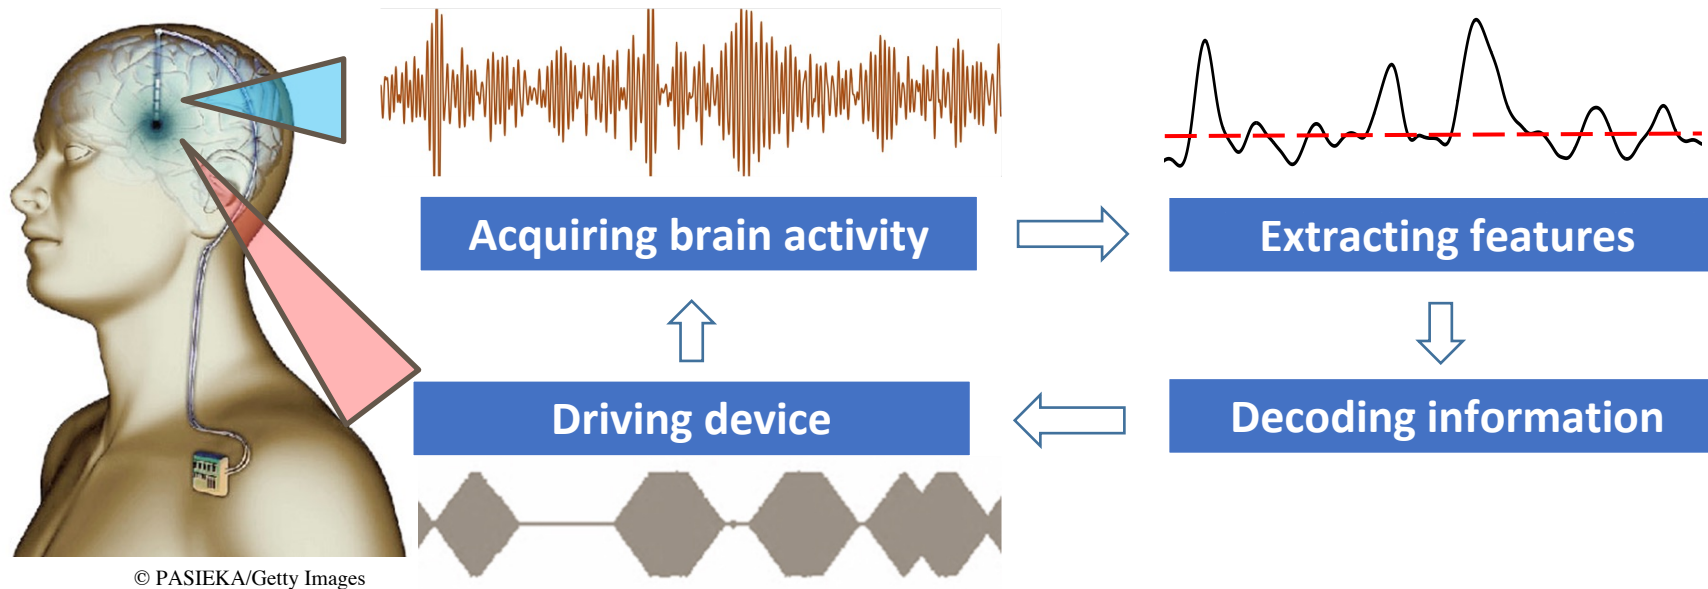 Acquiring brain activity
Extracting features
Driving device
Decoding information
© PASIEKA/Getty Images